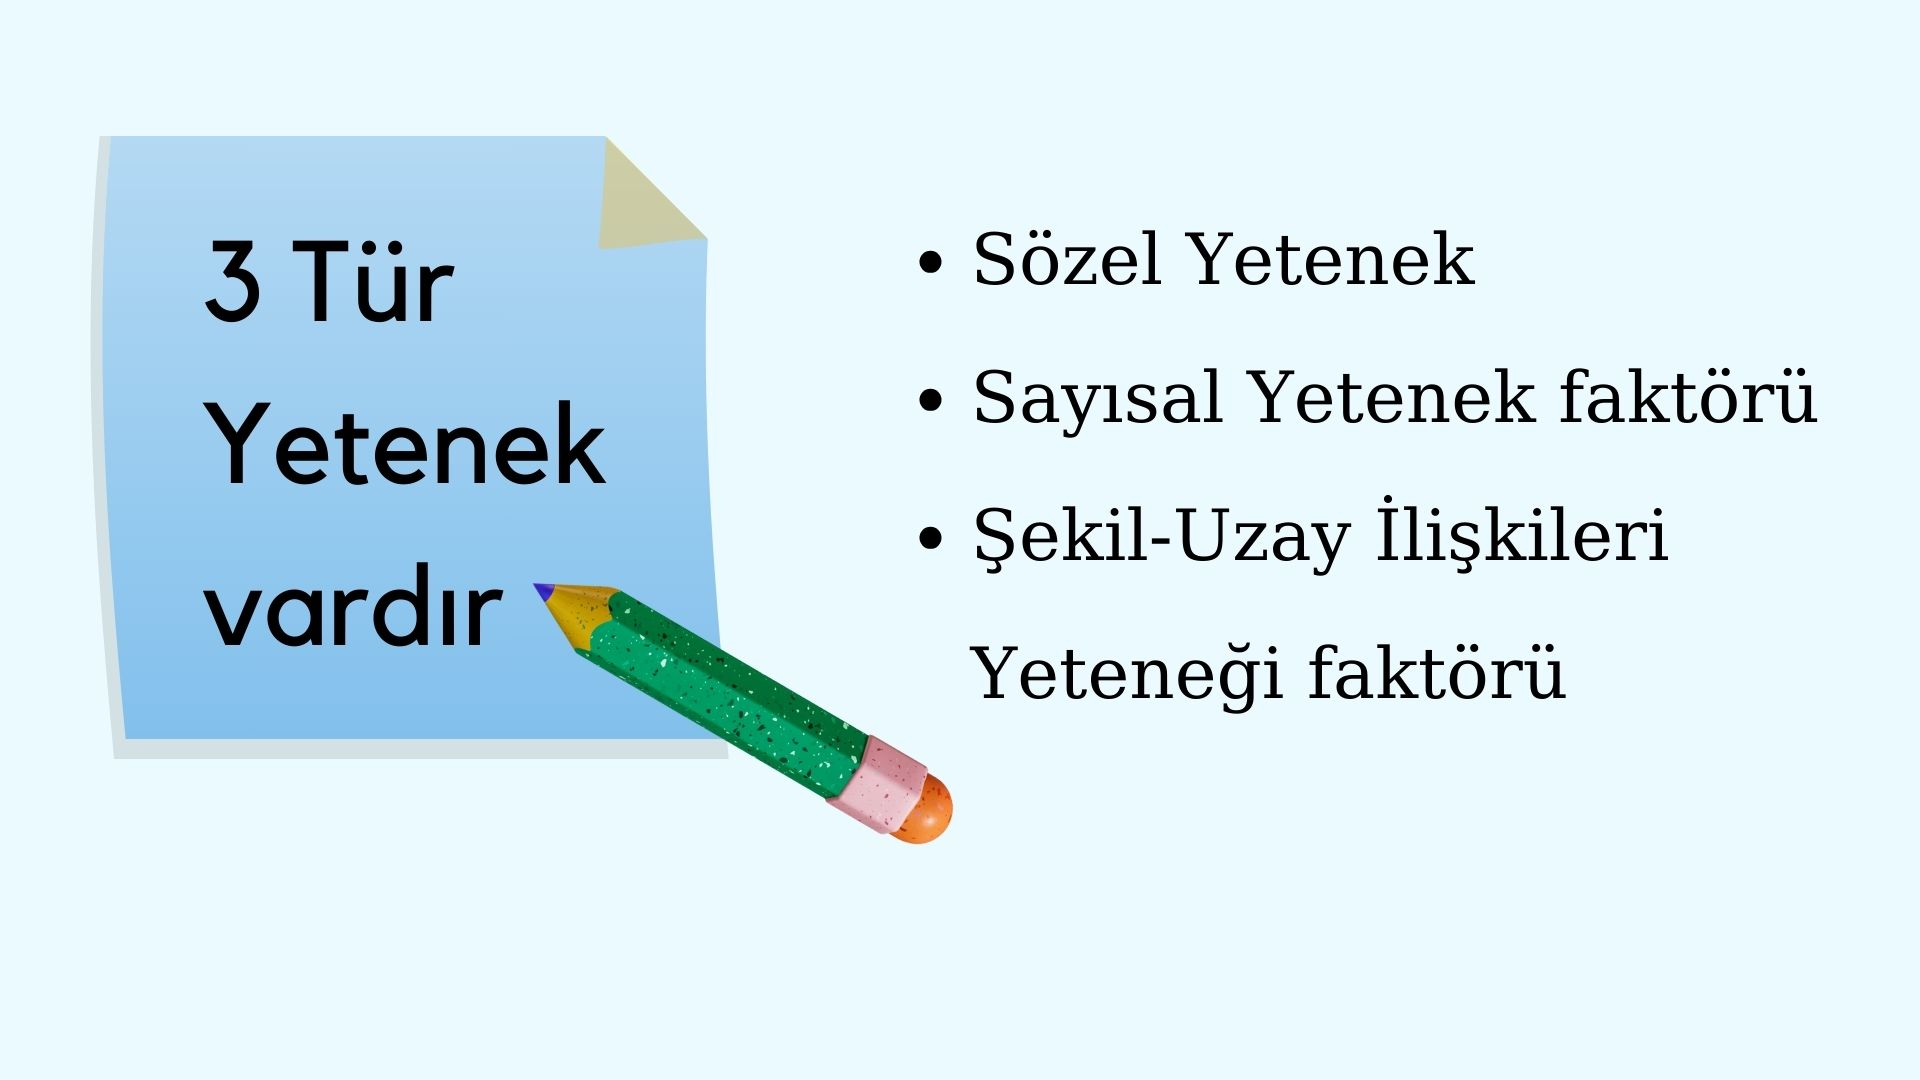 3 Tür
Yetenek
vardır
• Sözel Yetenek
• Sayısal Yetenek faktörü
• Şekil-Uzay İlişkileri
Yeteneği faktörü